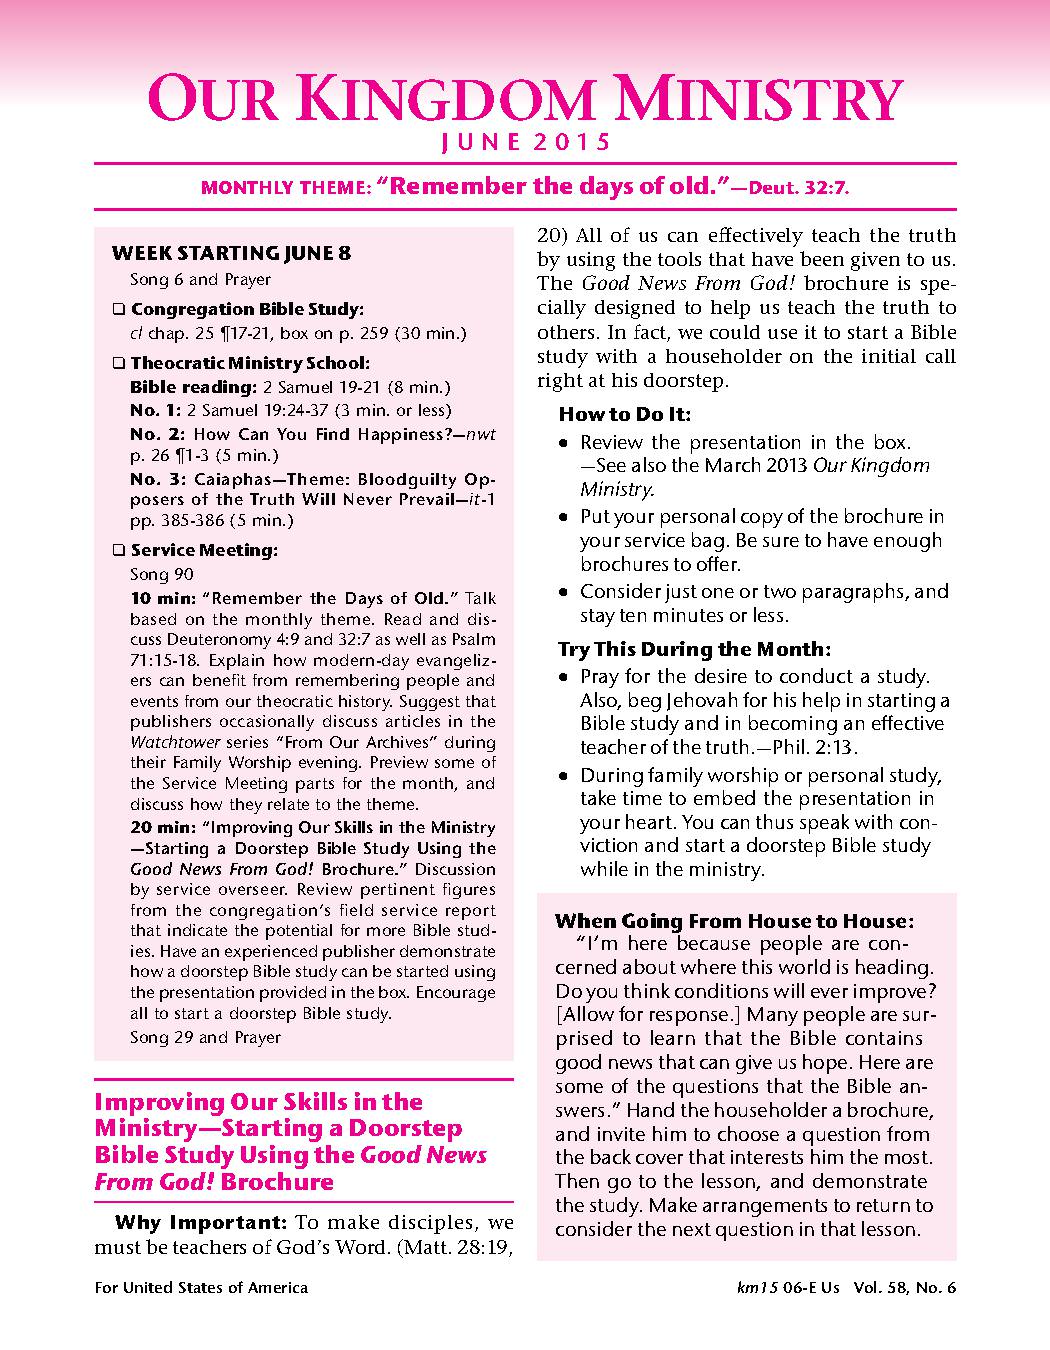 OUR KINGDOM MINISTRY
JUNE 2015
MONTHLY THEME: “Remember the days of old.”—Deut. 32:7.
WEEK STARTING JUNE 8
Song 6 and Prayer
❏ Congregation Bible Study:
cl chap. 25 ¶17-21, box on p. 259 (30 min.)
❏ Theocratic Ministry School:
Bible reading: 2 Samuel 19-21 (8 min.)
No. 1: 2 Samuel 19:24-37 (3 min. or less)
No. 2: How Can You Find Happiness?—nwt
p. 26 ¶1-3 (5 min.)
No. 3: Caiaphas—Theme: Bloodguilty Op-
posers of the Truth Will Never Prevail—it-1
pp. 385-386 (5 min.)
❏ Service Meeting:
Song 90
10 min: “Remember the Days of Old.” Talk
based on the monthly theme. Read and dis-
cuss Deuteronomy 4:9 and 32:7 as well as Psalm
71:15-18. Explain how modern-day evangeliz-
ers can benefit from remembering people and
events from our theocratic history. Suggest that
publishers occasionally discuss articles in the
Watchtower series “From Our Archives” during
their Family Worship evening. Preview some of
the Service Meeting parts for the month, and
discuss how they relate to the theme.
20 min: “Improving Our Skills in the Ministry
—Starting a Doorstep Bible Study Using the
Good News From God! Brochure.” Discussion
by service overseer. Review pertinent figures
from the congregation’s field service report
that indicate the potential for more Bible stud-
ies. Have an experienced publisher demonstrate
how a doorstep Bible study can be started using
the presentation provided in the box. Encourage
all to start a doorstep Bible study.
Song 29 and Prayer
Improving Our Skills in the
Ministry—Starting a Doorstep
Bible Study Using the Good News
From God! Brochure
Why Important: To make disciples, we
must be teachers of God’s Word. (Matt. 28:19,
20) All of us can effectively teach the truth
by using the tools that have been given to us.
The Good News From God! brochure is spe-
cially designed to help us teach the truth to
others. In fact, we could use it to start a Bible
study with a householder on the initial call
right at his doorstep.
How to Do It:
● Review the presentation in the box.
—See also the March 2013 Our Kingdom
Ministry.
● Put your personal copy of the brochure in
your service bag. Be sure to have enough
brochures to offer.
● Consider just one or two paragraphs, and
stay ten minutes or less.
Try This During the Month:
● Pray for the desire to conduct a study.
Also, beg Jehovah for his help in starting a
Bible study and in becoming an effective
teacher of the truth.—Phil. 2:13.
● During family worship or personal study,
take time to embed the presentation in
your heart. You can thus speak with con-
viction and start a doorstep Bible study
while in the ministry.
When Going From House to House:
“I’m here because people are con-
cerned about where this world is heading.
Do you think conditions will ever improve?
[Allow for response.] Many people are sur-
prised to learn that the Bible contains
good news that can give us hope. Here are
some of the questions that the Bible an-
swers.” Hand the householder a brochure,
and invite him to choose a question from
the back cover that interests him the most.
Then go to the lesson, and demonstrate
the study. Make arrangements to return to
consider the next question in that lesson.
For United States of America
km15 06-E Us Vol. 58, No. 6